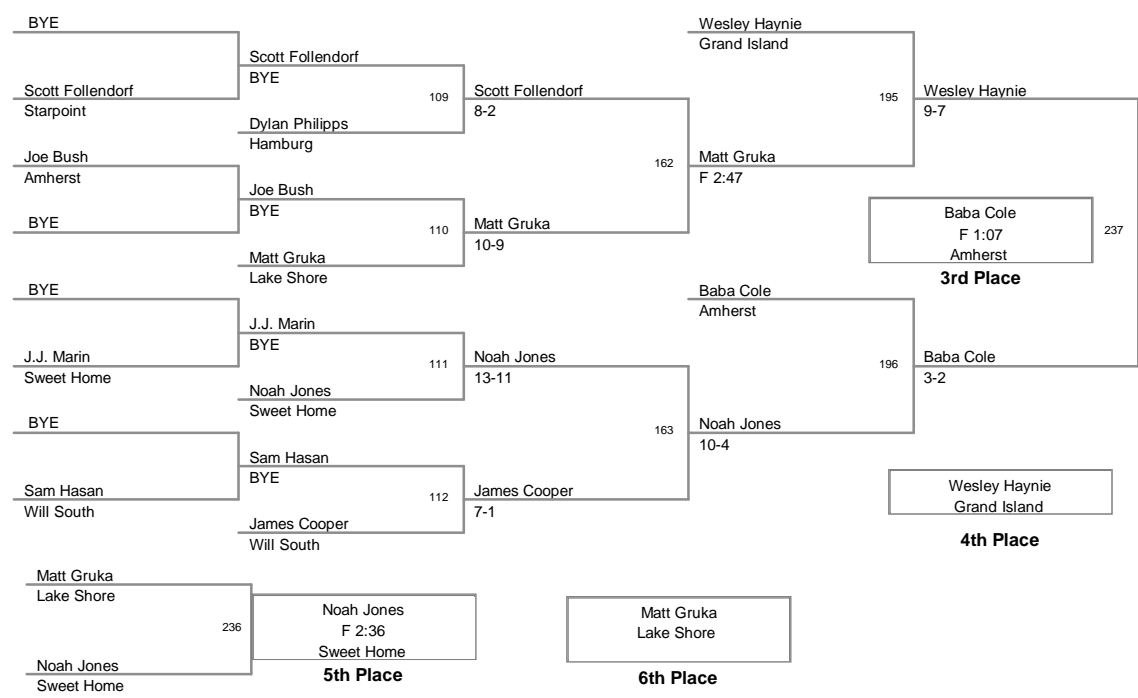 BYE
Scott Follendorf
Starpoint
Joe Bush
Amherst
BYE
BYE
J.J. Marin
Sweet Home
BYE
Sam Hasan
Will South
Scott Follendorf
BYE
109
Dylan Philipps
Hamburg
Joe Bush
BYE
110
Matt Gruka
Lake Shore
J.J. Marin
BYE
111
Noah Jones
Sweet Home
Sam Hasan
BYE
112
James Cooper
Will South
Scott Follendorf
8-2
162
Matt Gruka
10-9
Noah Jones
13-11
163
James Cooper
7-1
Wesley Haynie
Grand Island
195
Matt Gruka
F 2:47
Baba Cole
Amherst
196
Noah Jones
10-4
Wesley Haynie
9-7
Baba Cole
F 1:07
Amherst
237
3rd Place
Baba Cole
3-2
Wesley Haynie
Grand Island
4th Place
Matt Gruka
Lake Shore
236
Noah Jones
Sweet Home
Noah Jones
F 2:36
Sweet Home
5th Place
Matt Gruka
Lake Shore
6th Place